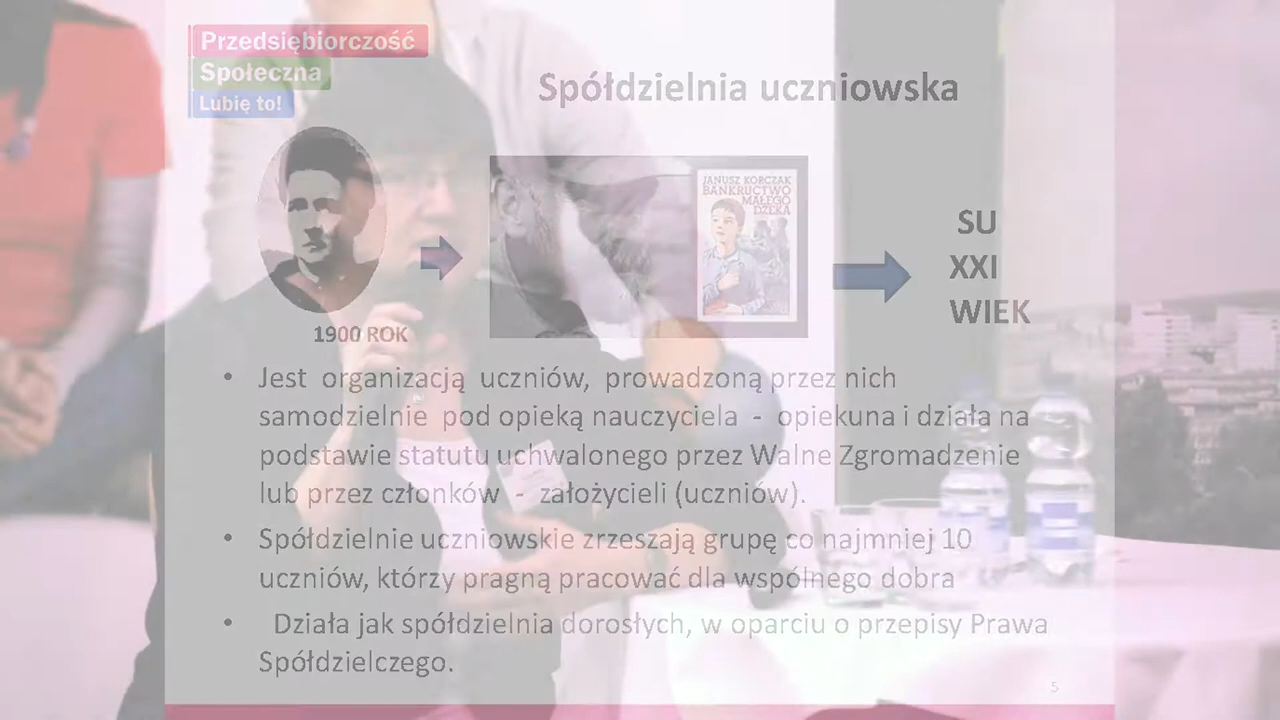 Przedsiębiorczość
Społeczna
Lubię to!
Spółdzielnia uczniowska
JANUSZ KORCZAK
BANKRUCTWO
MAŁEGO
DŻEKA
SU
XXI
WIEK
1900 ROK
• Jest organizacją uczniów, prowadzoną przez nich
samodzielnie pod opieką nauczyciela - opiekuna i działa na
podstawie statutu uchwalonego przez Walne Zgromadzenie
lub przez członków - założycieli (uczniów).
• Spółdzielnie uczniowskie zrzeszają grupę co najmniej 10
uczniów, którzy pragną pracować dla wspólnego dobra
• Działa jak spółdzielnia dorosłych, w oparciu o przepisy Prawa
Spółdzielczego.
5